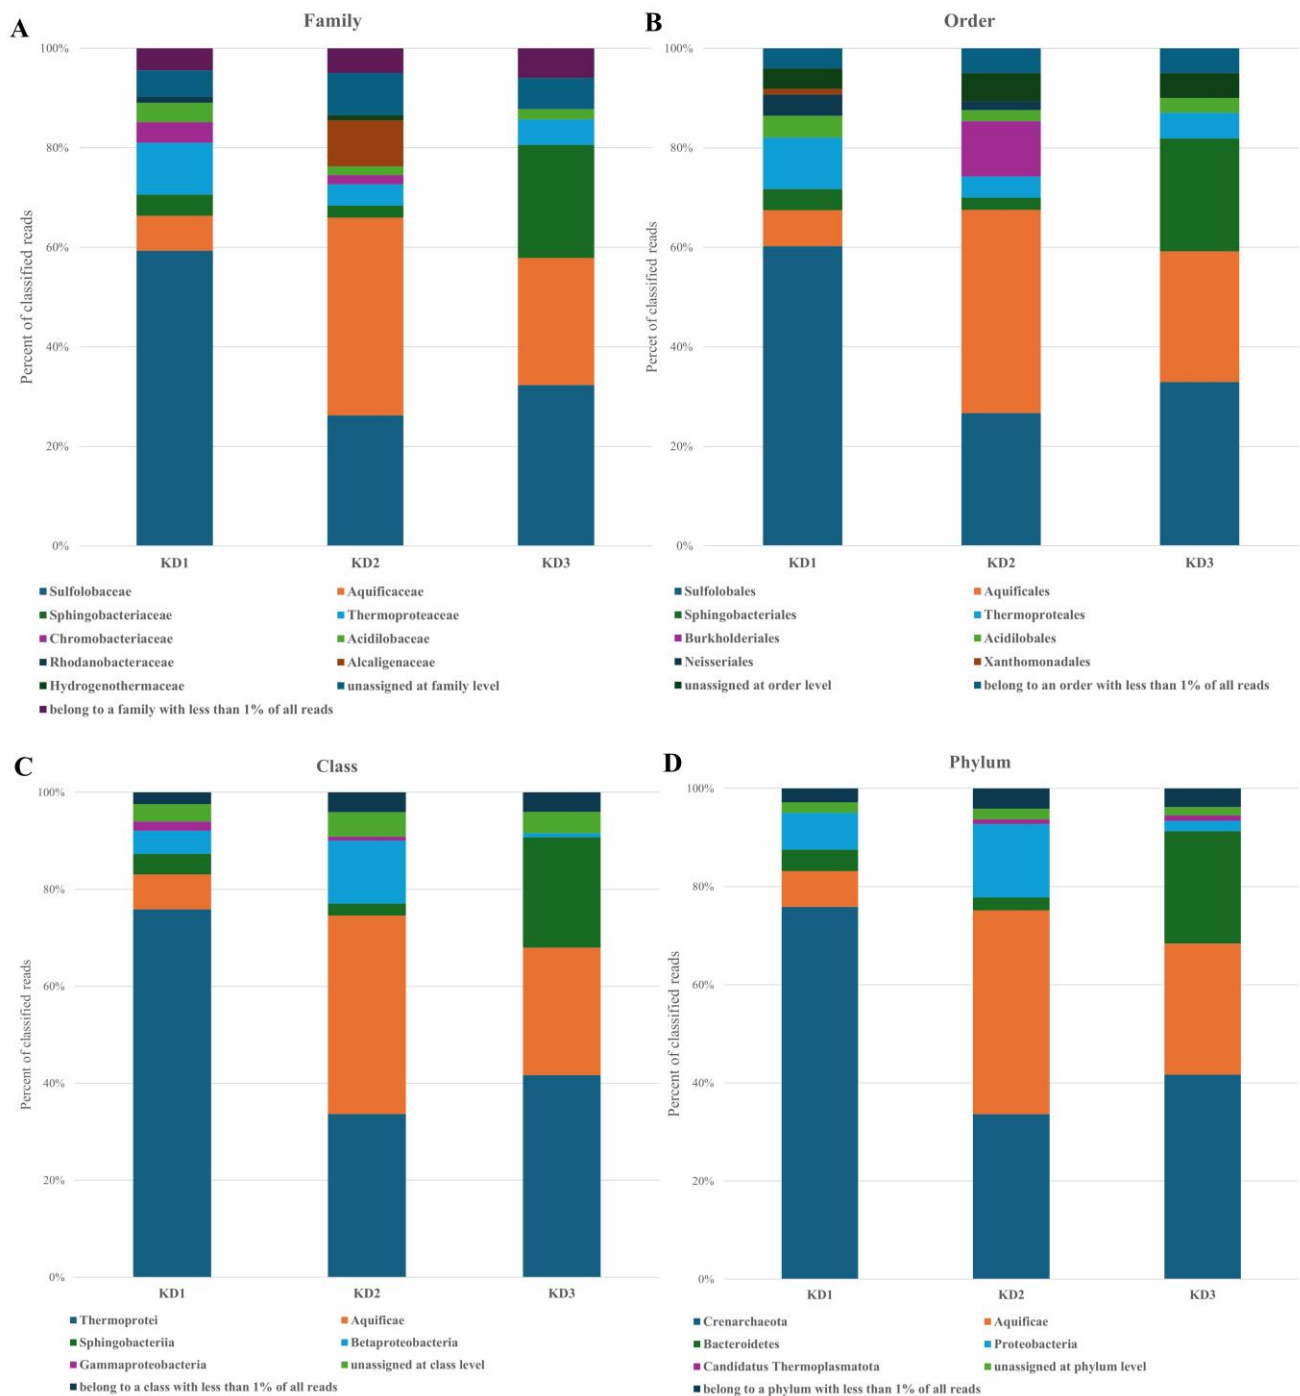 A
Family
100%
80%
60%
40%
20%
0%
Percent of classified reads
KD1 KD2 KD3
Sulfolobaceae Aquificaceae
Sphingobacteriaceae Thermoproteaceae
Chromobacteriaceae Acidilobaceae
Rhodanobacteraceae Alcaligenaceae
Hydrogenothermaceae unassigned at family level
belong to a family with less than 1% of all reads
B
Order
100%
80%
60%
40%
20%
0%
Percet of classified reads
KD1 KD2 KD3
Sulfolobales Aquificales
Sphingobacteriales Thermoproteales
Burkholderiales Acidilobales
Neisseriales Xanthomonadales
unassigned at order level belong to an order with less than 1% of all reads
C
Class
100%
80%
60%
40%
20%
0%
Percent of classified reads
KD1 KD2 KD3
Thermoprotei Aquificae
Sphingobacteriia Betaproteobacteria
Gammaproteobacteria unassigned at class level
belong to a class with less than 1% of all reads
D
Phylum
100%
80%
60%
40%
20%
0%
Percent of classified reads
KD1 KD2 KD3
Crenarchaeota Aquificae
Bacteroidetes Proteobacteria
Candidatus Thermoplasmatota unassigned at phylum level
belong to a phylum with less than 1% of all reads